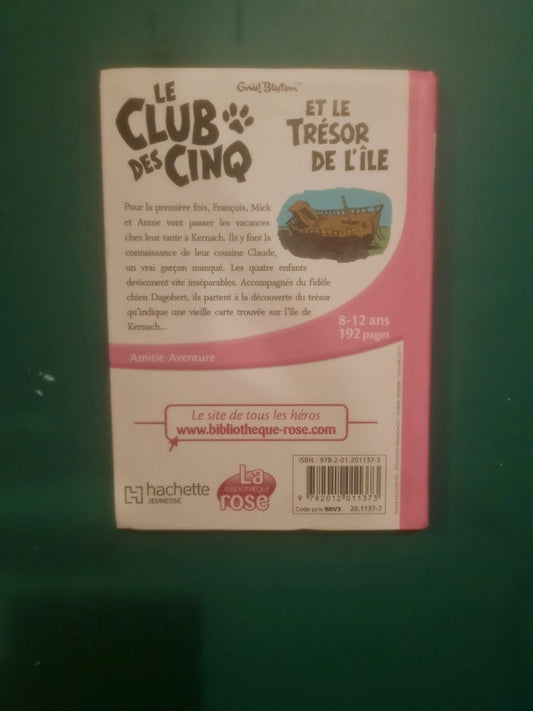 Enid Blyton™
LE
CLUB
DES CINQ
ET LE
TRÉSOR
DE L'ÎLE
Pour la première fois, François, Mick
et Annie vont passer les vacances
chez leur tante à Kernach. Ils y font la
connaissance de leur cousine Claude,
un vrai garçon manqué. Les quatre enfants
deviennent vite inséparables. Accompagnés du fidèle
chien Dagobert, ils partent à la découverte du trésor
qu'indique une vieille carte trouvée sur l'île de
Kernach...
8-12 ans
192 pages
Amitié-Aventure
Le site de tous les héros
www.bibliotheque-rose.com
hachette
JEUNESSE
La
BIBLIOTHÈQUE
rose
ISBN : 978-2-01-201137-3
9 782012 011373
Code prix BRV3 20.1137-7